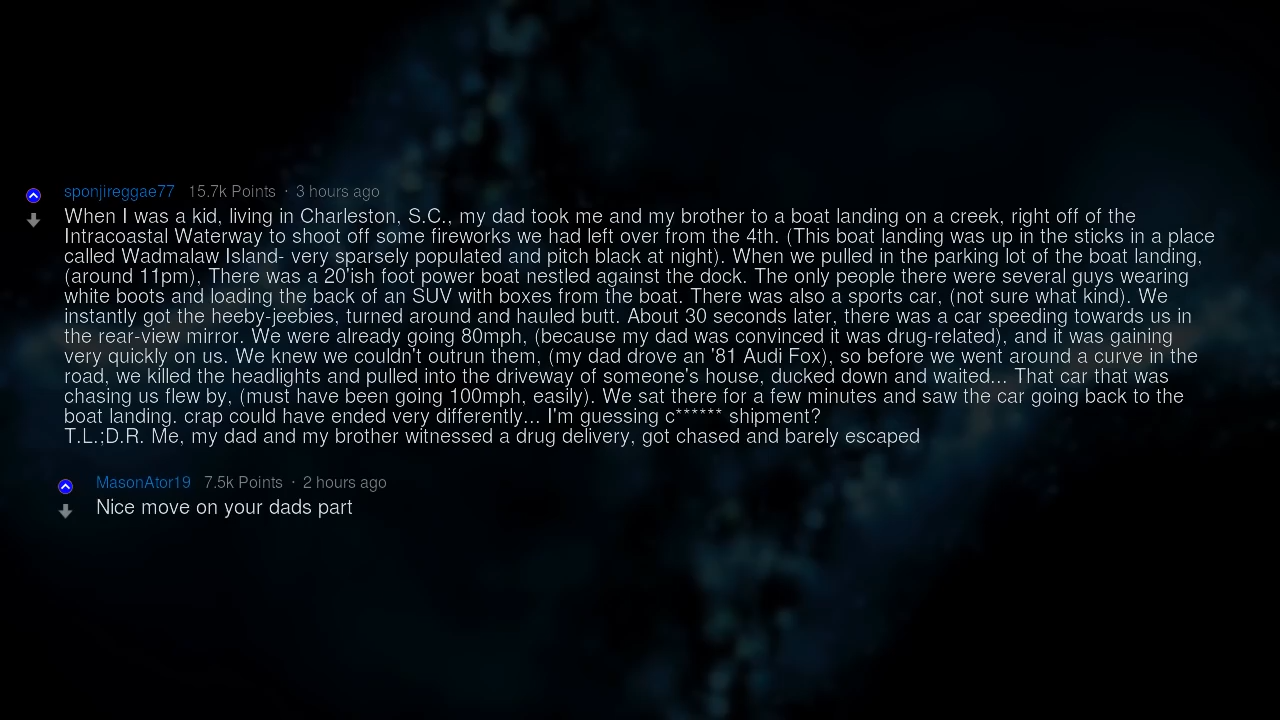 sponjireggae77 15.7k Points · 3 hours ago
When I was a kid, living in Charleston, S.C., my dad took me and my brother to a boat landing on a creek, right off of the
Intracoastal Waterway to shoot off some fireworks we had left over from the 4th. (This boat landing was up in the sticks in a place
called Wadmalaw Island- very sparsely populated and pitch black at night). When we pulled in the parking lot of the boat landing,
(around 11pm), There was a 20'ish foot power boat nestled against the dock. The only people there were several guys wearing
white boots and loading the back of an SUV with boxes from the boat. There was also a sports car, (not sure what kind). We
instantly got the heeby-jeebies, turned around and hauled butt. About 30 seconds later, there was a car speeding towards us in
the rear-view mirror. We were already going 80mph, (because my dad was convinced it was drug-related), and it was gaining
very quickly on us. We knew we couldn't outrun them, (my dad drove an '81 Audi Fox), so before we went around a curve in the
road, we killed the headlights and pulled into the driveway of someone's house, ducked down and waited... That car that was
chasing us flew by, (must have been going 100mph, easily). We sat there for a few minutes and saw the car going back to the
boat landing. crap could have ended very differently... I'm guessing c****** shipment?
T.L.;D.R. Me, my dad and my brother witnessed a drug delivery, got chased and barely escaped
MasonAtor19 7.5k Points · 2 hours ago
Nice move on your dads part